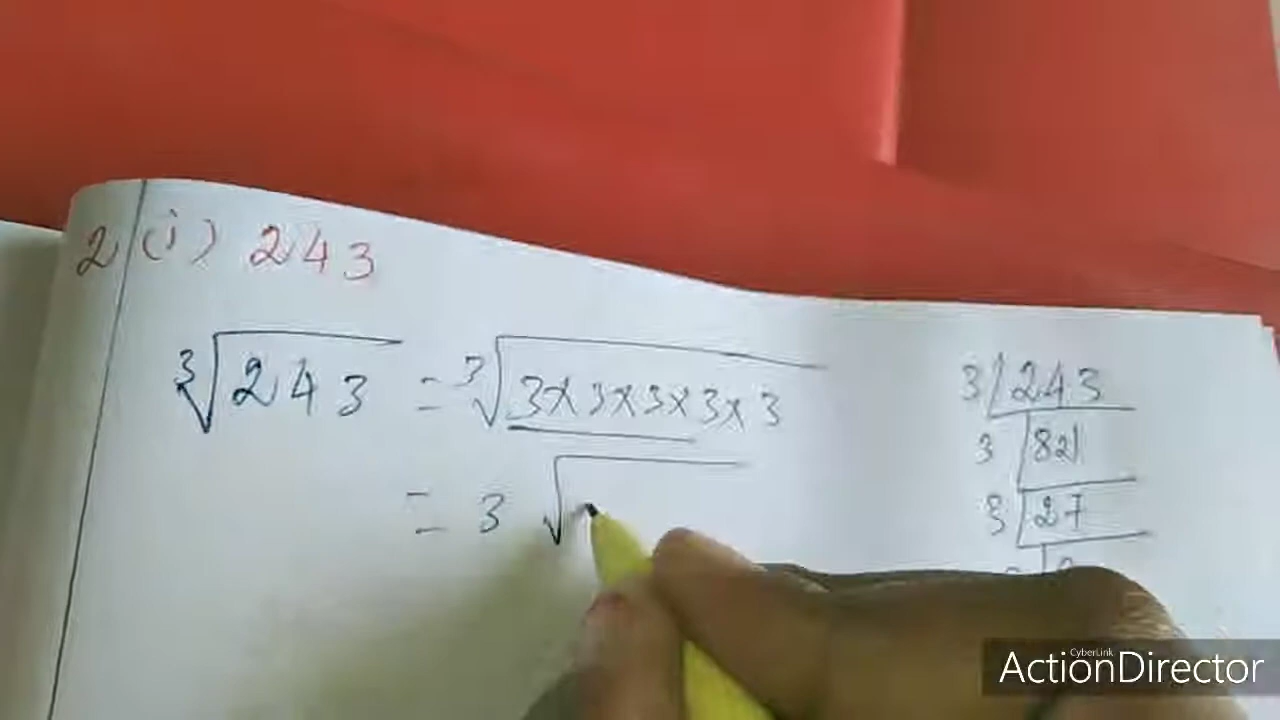 2 (i) 243
∛243 = ∛3×3×3×3×3
= 3 √
3 243
3 81
3 27
CyberLink
ActionDirector